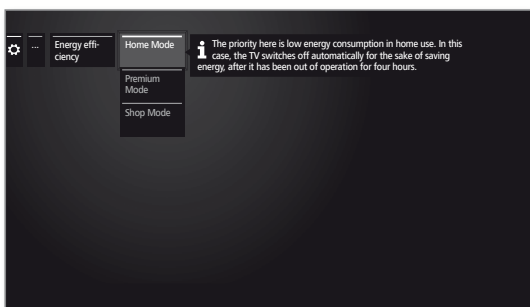 ...
Energy effi-
ciency
Home Mode
The priority here is low energy consumption in home use. In this
case, the TV switches off automatically for the sake of saving
energy, after it has been out of operation for four hours.
Premium
Mode
Shop Mode